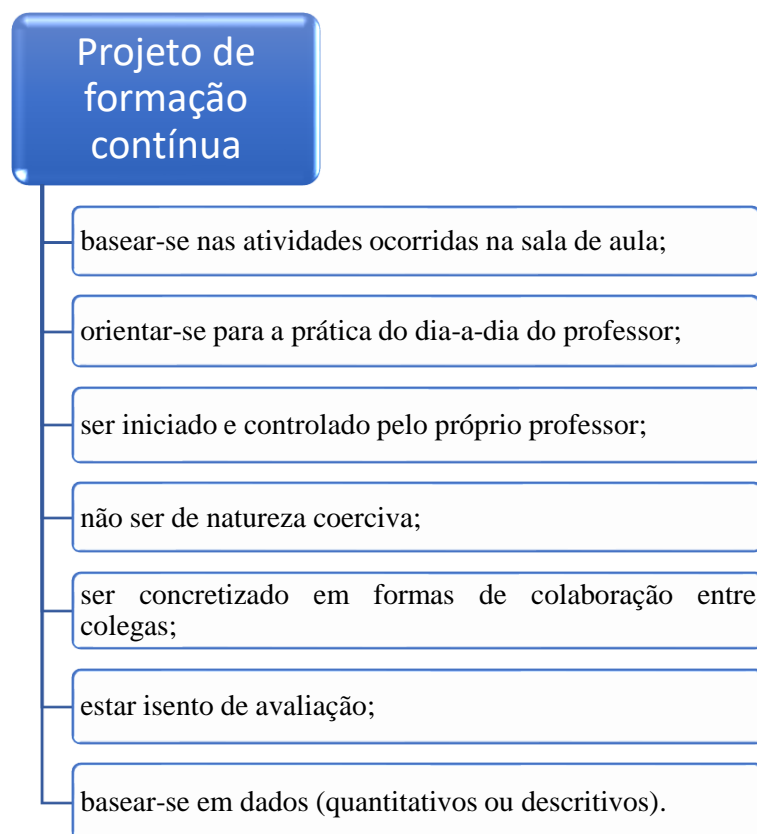 Projeto de
formação
contínua
basear-se nas atividades ocorridas na sala de aula;
orientar-se para a prática do dia-a-dia do professor;
ser iniciado e controlado pelo próprio professor;
não ser de natureza coerciva;
ser concretizado em formas de colaboração entre
colegas;
estar isento de avaliação;
basear-se em dados (quantitativos ou descritivos).